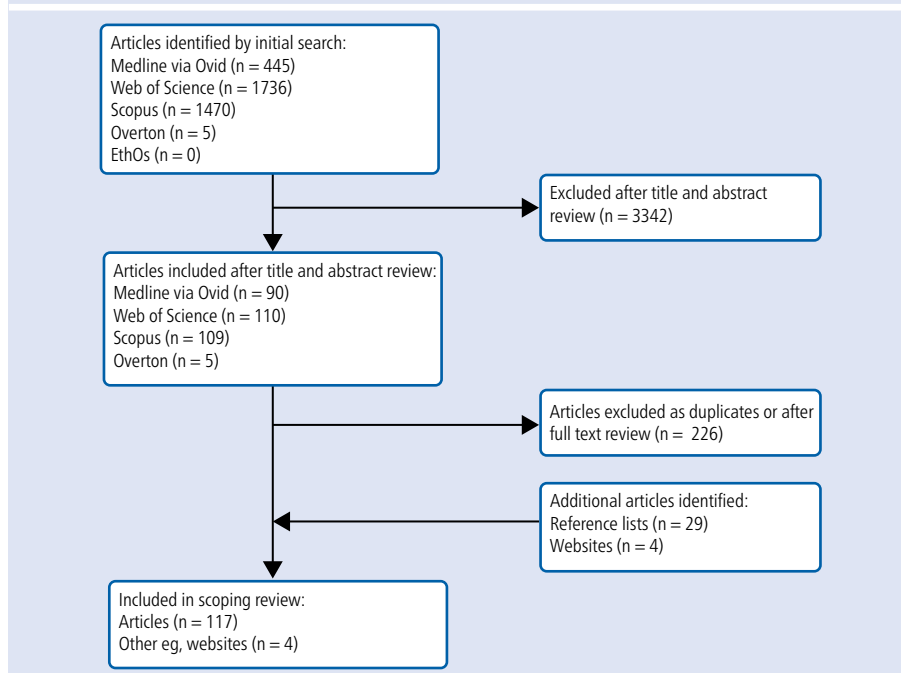 Articles identified by initial search:
Medline via Ovid (n = 445)
Web of Science (n = 1736)
Scopus (n = 1470)
Overton (n = 5)
EthOs (n = 0)
Excluded after title and abstract
review (n = 3342)
Articles included after title and abstract review:
Medline via Ovid (n = 90)
Web of Science (n = 110)
Scopus (n = 109)
Overton (n = 5)
Articles excluded as duplicates or after
full text review (n = 226)
Additional articles identified:
Reference lists (n = 29)
Websites (n = 4)
Included in scoping review:
Articles (n = 117)
Other eg, websites (n = 4)